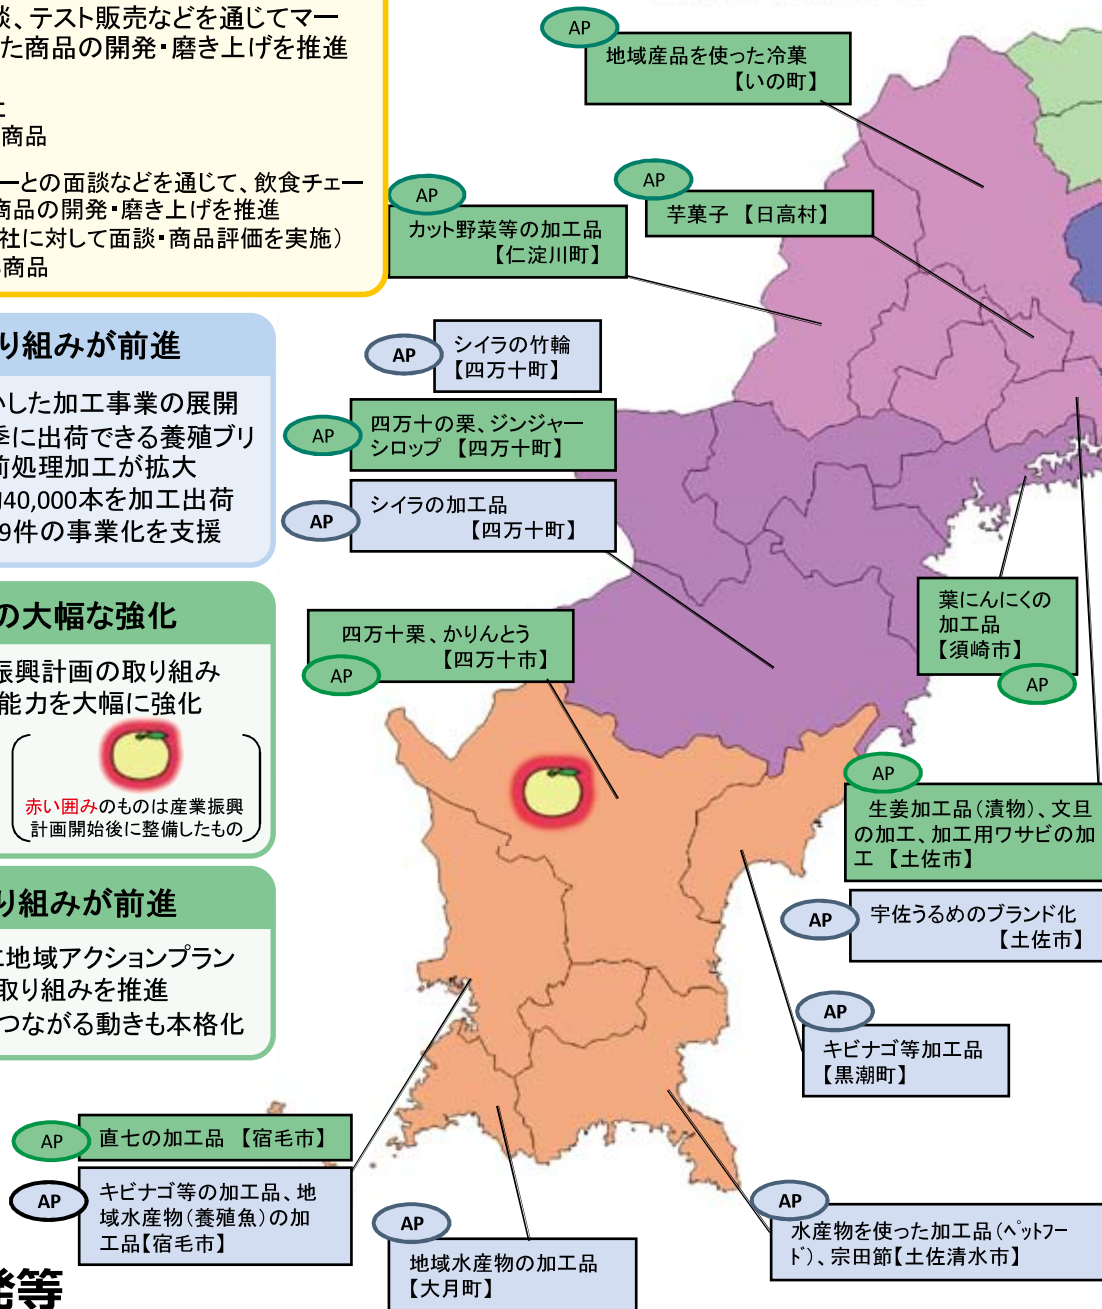 談、テスト販売などを通じてマー
た商品の開発・磨き上げを推進
商品
ーとの面談などを通じて、飲食チェー
商品の開発・磨き上げを推進
社に対して面談・商品評価を実施）
商品
り組みが前進
いした加工事業の展開
季に出荷できる養殖ブリ
前処理加工が拡大
40,000本を加工出荷
9件の事業化を支援
の大幅な強化
振興計画の取り組み
能力を大幅に強化
赤い囲みのものは産業振興
計画開始後に整備したもの
り組みが前進
に地域アクションプラン
取り組みを推進
つながる動きも本格化
AP
地域産品を使った冷菓
【いの町】
AP
芋菓子 【日高村】
AP
カット野菜等の加工品
【仁淀川町】
AP
シイラの竹輪
【四万十町】
AP
四万十の栗、ジンジャー
シロップ 【四万十町】
AP
シイラの加工品
【四万十町】
四万十栗、かりんとう
【四万十市】
AP
葉にんにくの
加工品
【須崎市】
AP
AP
生姜加工品（漬物）、文旦
の加工、加工用ワサビの加
工 【土佐市】
AP
宇佐うるめのブランド化
【土佐市】
AP
キビナゴ等加工品
【黒潮町】
AP
直七の加工品 【宿毛市】
AP
キビナゴ等の加工品、地
域水産物（養殖魚）の加
工品【宿毛市】
AP
地域水産物の加工品
【大月町】
AP
水産物を使った加工品（ペットフー
ド）、宗田節【土佐清水市】
発等